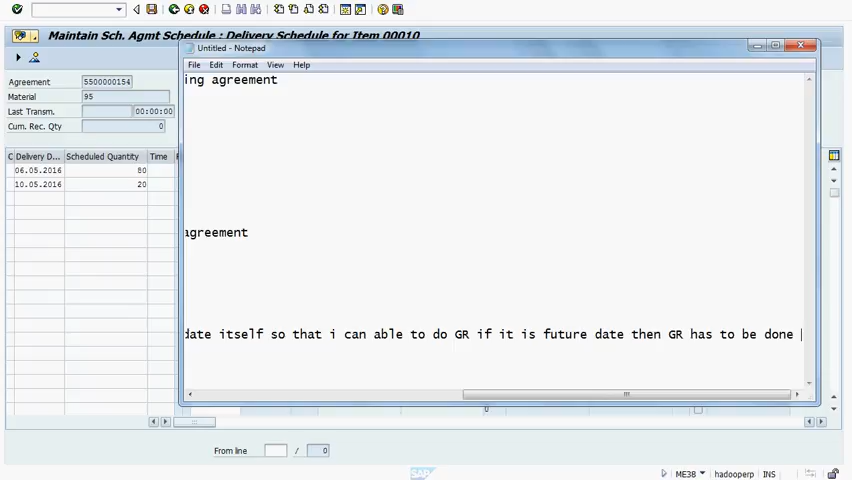 Maintain Sch. Agmt Schedule : Delivery Schedule for Item 00010
Untitled - Notepad
File Edit Format View Help
ing agreement
agreement
date itself so that i can able to do GR if it is future date then GR has to be done
Agreement 5500000154
Material 95
Last Transm. 00:00:00
Cum. Rec. Qty 0
C Delivery D... Scheduled Quantity Time
06.05.2016 80
10.05.2016 20
From line / 0
SAP
ME38 hadooperp INS